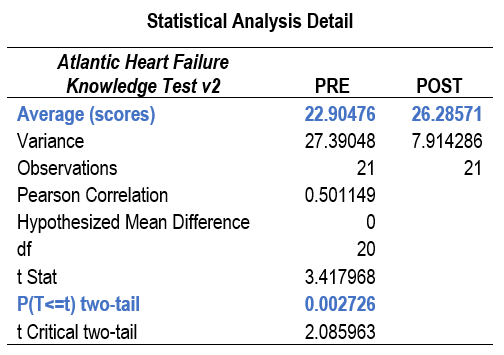 Statistical Analysis Detail
Atlantic Heart Failure
Knowledge Test v2 PRE POST
Average (scores) 22.90476 26.28571
Variance 27.39048 7.914286
Observations 21 21
Pearson Correlation 0.501149
Hypothesized Mean Difference 0
df 20
t Stat 3.417968
P(T<=t) two-tail 0.002726
t Critical two-tail 2.085963